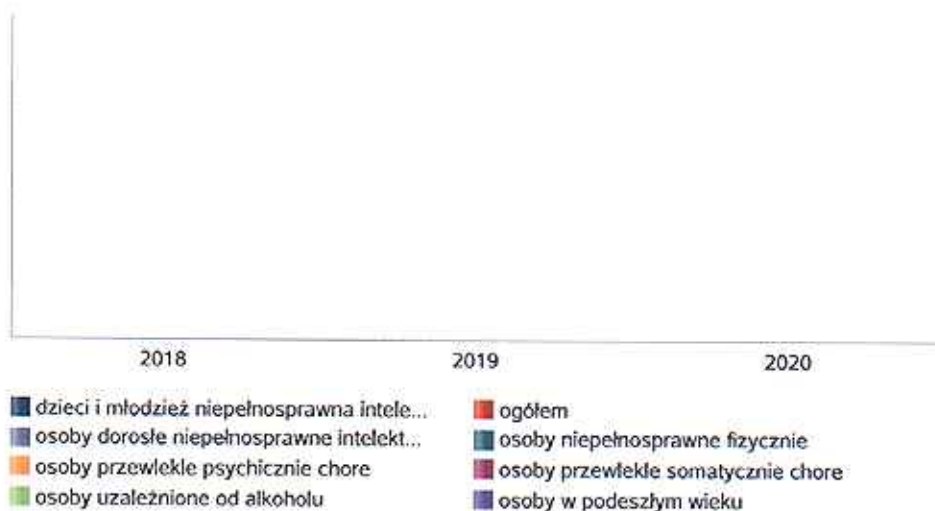 2018 2019 2020
dzieci i młodzież niepełnosprawna intele...
osoby dorosłe niepełnosprawne intelekt...
osoby przewlekle psychicznie chore
osoby uzależnione od alkoholu
ogółem
osoby niepełnosprawne fizycznie
osoby przewlekle somatycznie chore
osoby w podeszłym wieku